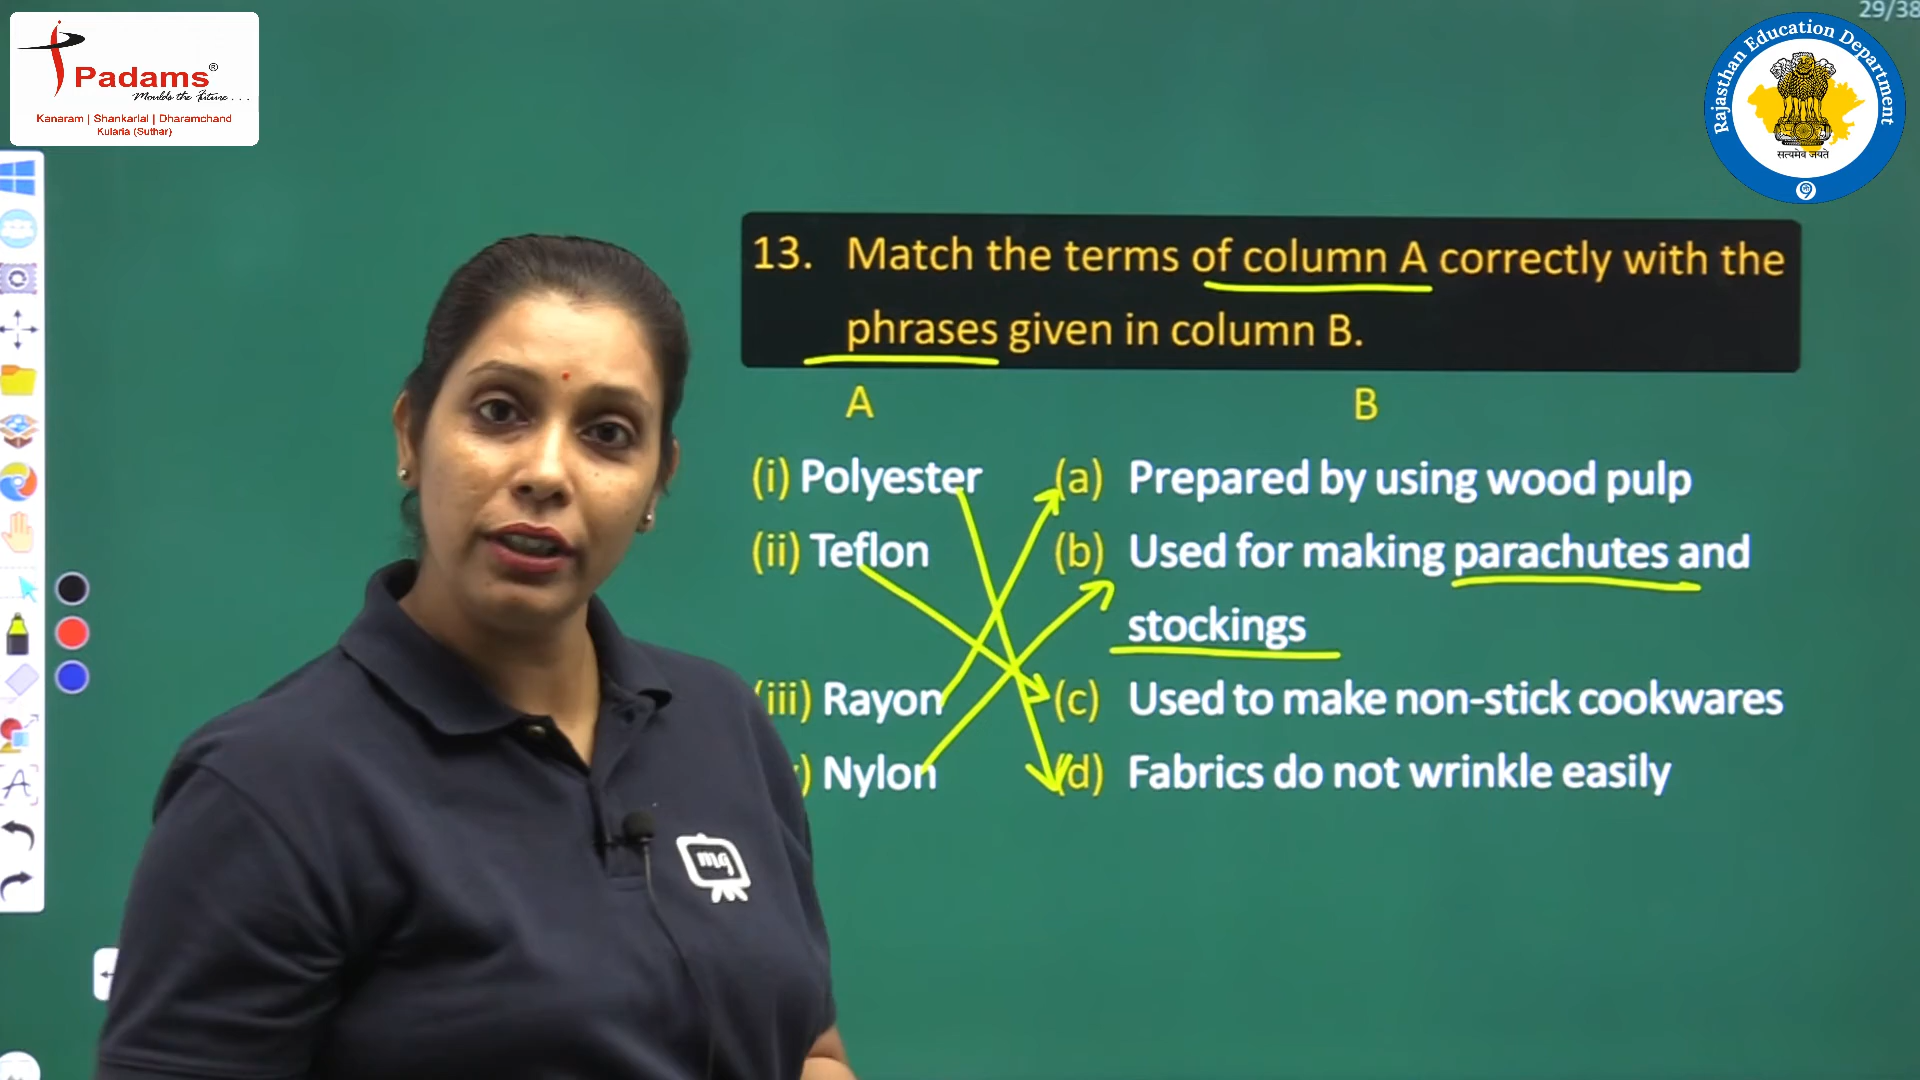 29/38
Padams®
Moulds the Future . . .
Kanaram | Shankarlal | Dharamchand
Kularia (Suthar)
Rajasthan Education Department
सत्यमेव जयते
13. Match the terms of column A correctly with the
phrases given in column B.
A B
(i) Polyester (a) Prepared by using wood pulp
(ii) Teflon (b) Used for making parachutes and
stockings
(iii) Rayon (c) Used to make non-stick cookwares
) Nylon (d) Fabrics do not wrinkle easily
mg
A